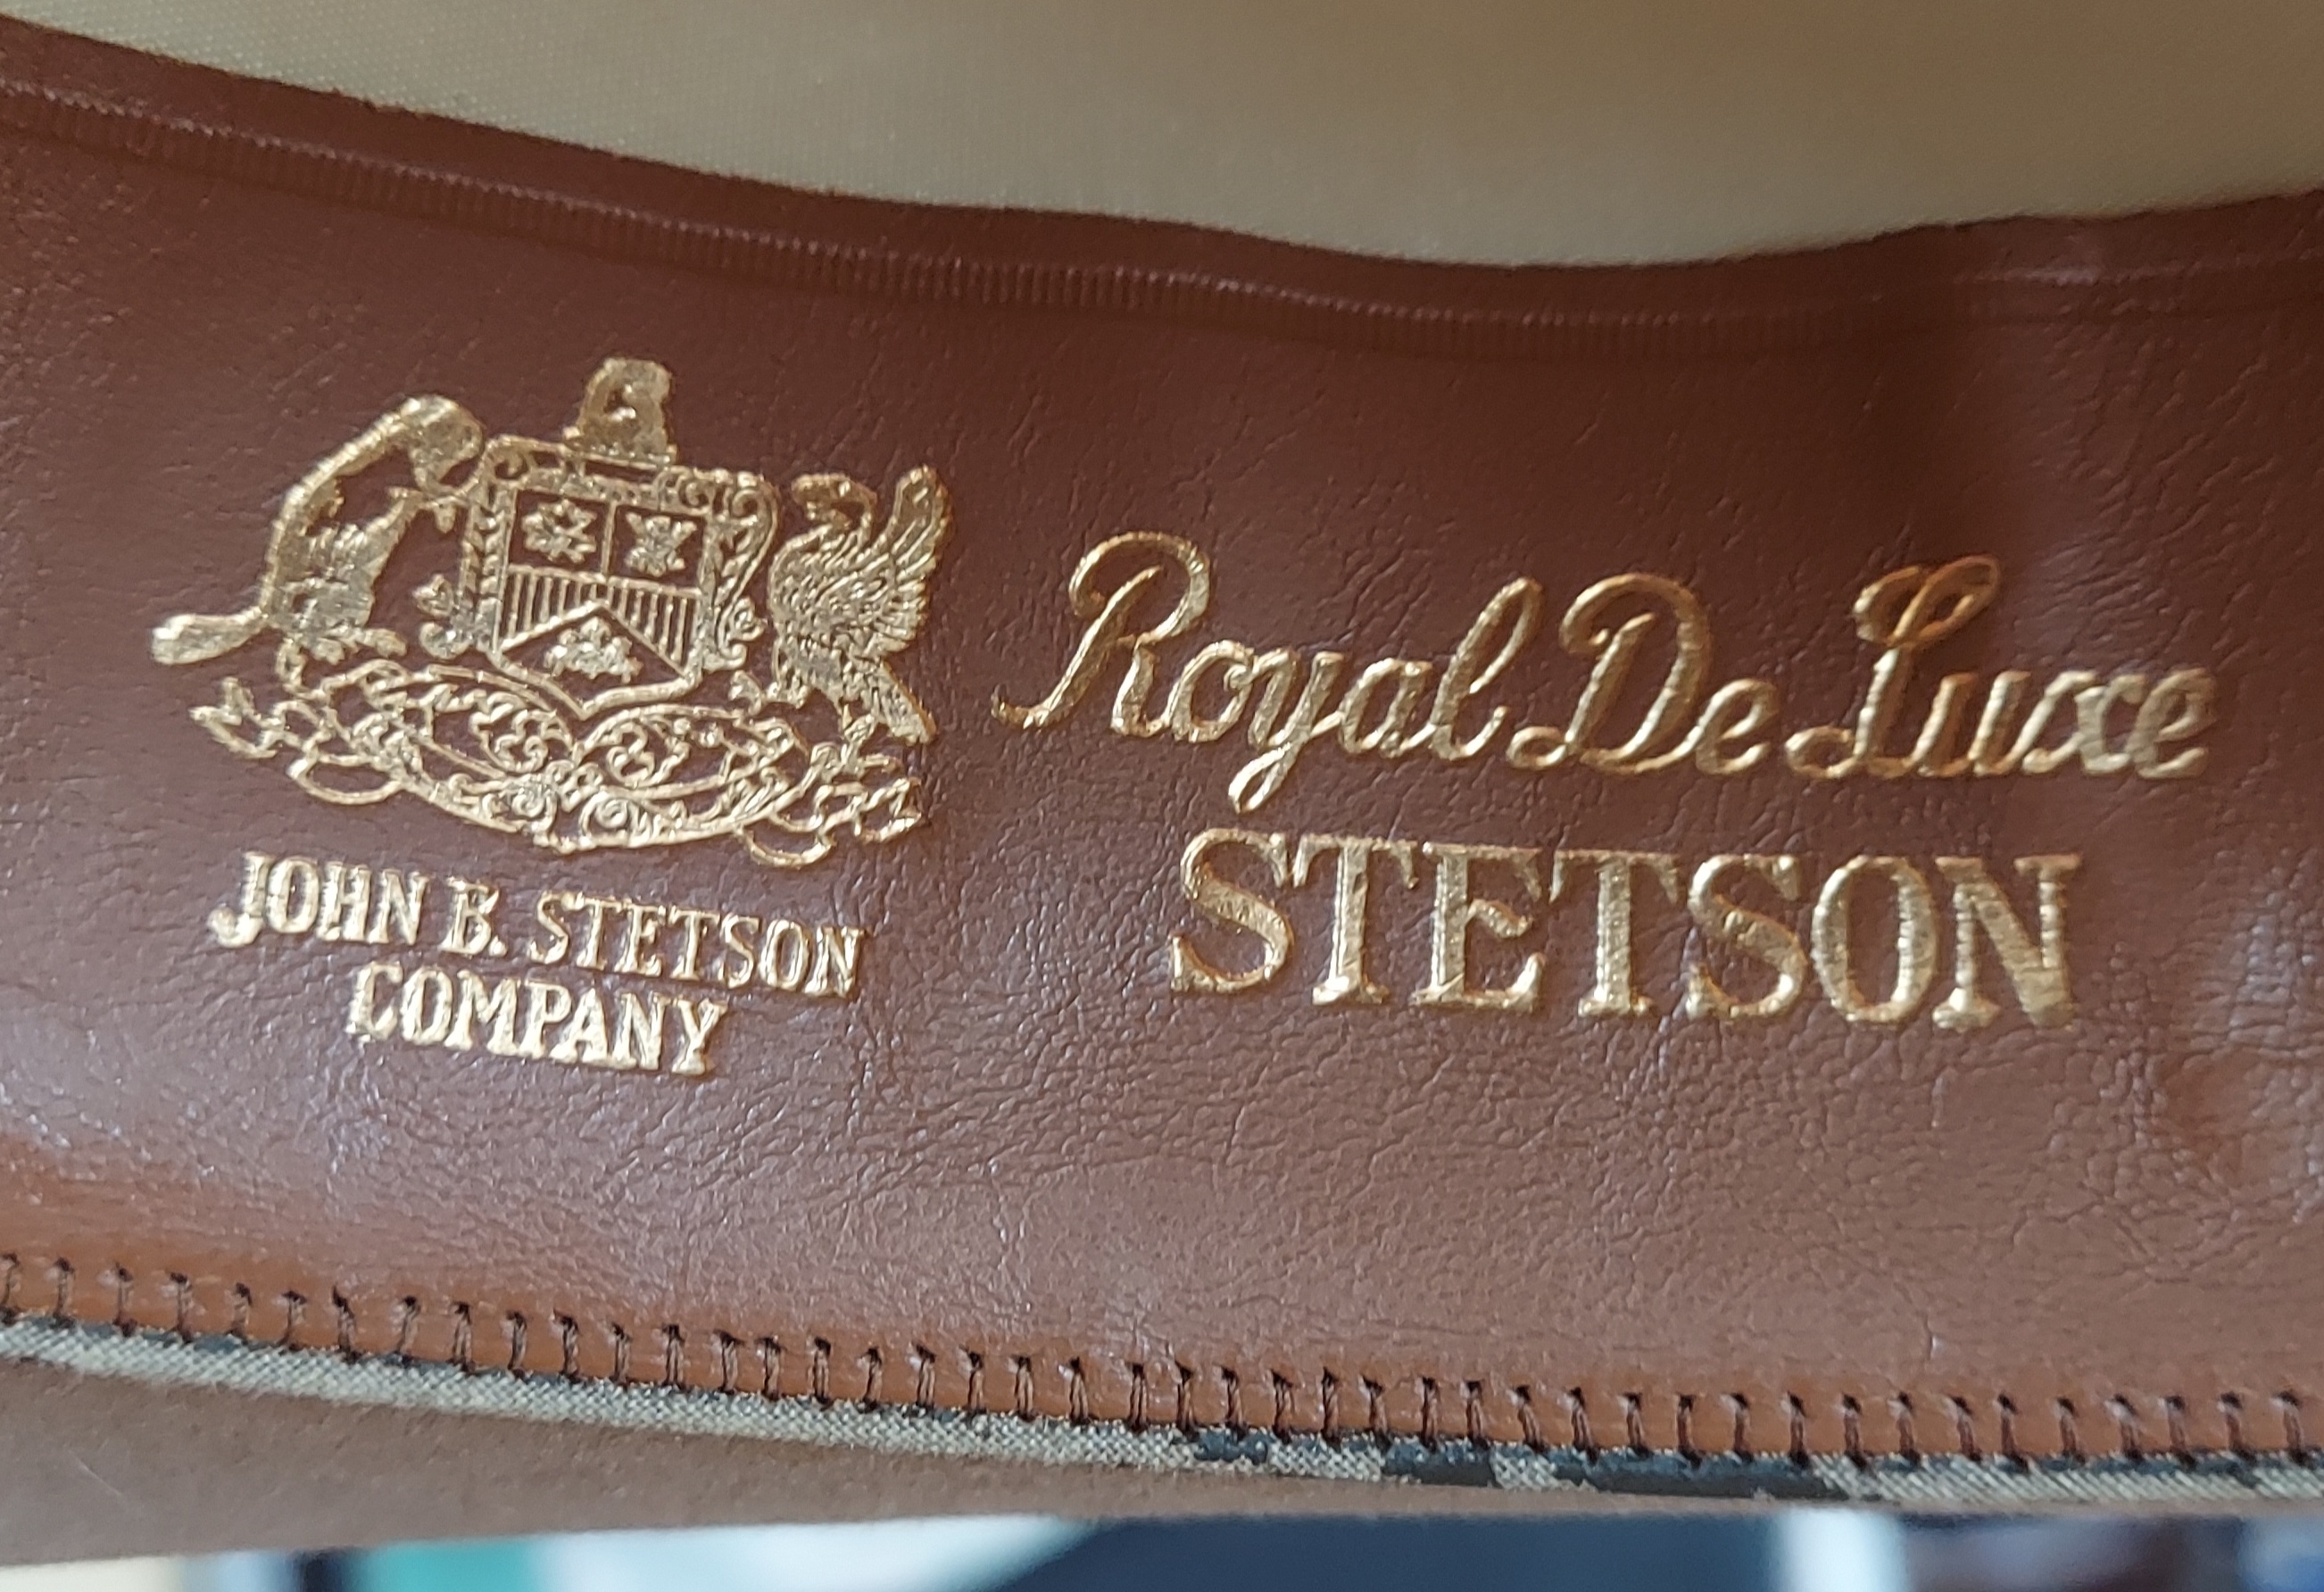 JOHN B. STETSON
COMPANY
Royal De Luxe
STETSON